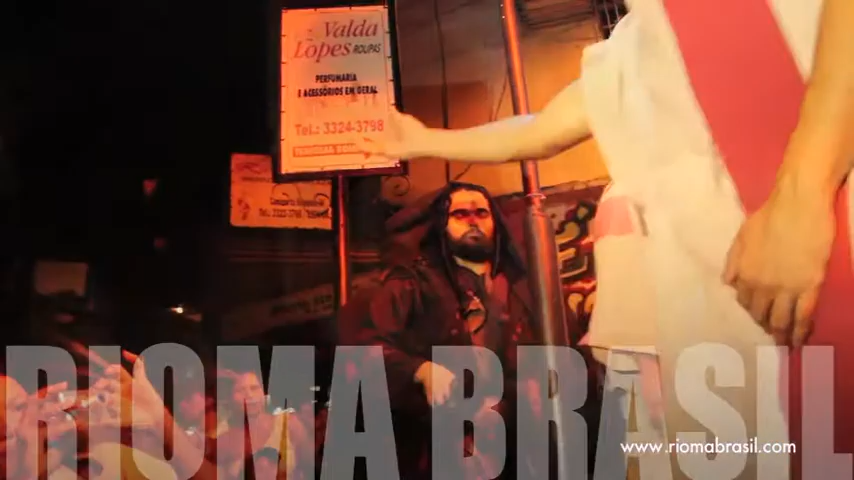 Valda
Lopes ROUPAS
PERFUMARIA
E ACESSÓRIOS EM GERAL
Tel.: 3324-3798
RIOMA BRASIL
www.riomabrasil.com